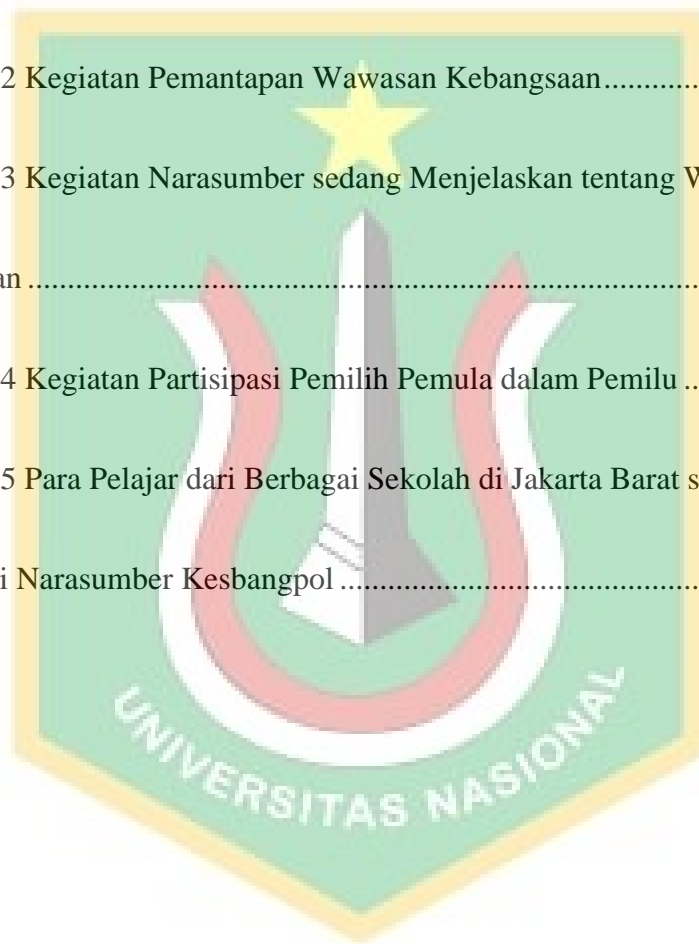 2 Kegiatan Pemantapan Wawasan Kebangsaan............
3 Kegiatan Narasumber sedang Menjelaskan tentang
an....................................................................................
4 Kegiatan Partisipasi Pemilih Pemula dalam Pemilu ..
5 Para Pelajar dari Berbagai Sekolah di Jakarta Barat s
i Narasumber Kesbangpol.............................................
UNIVERSITAS NASIONAL